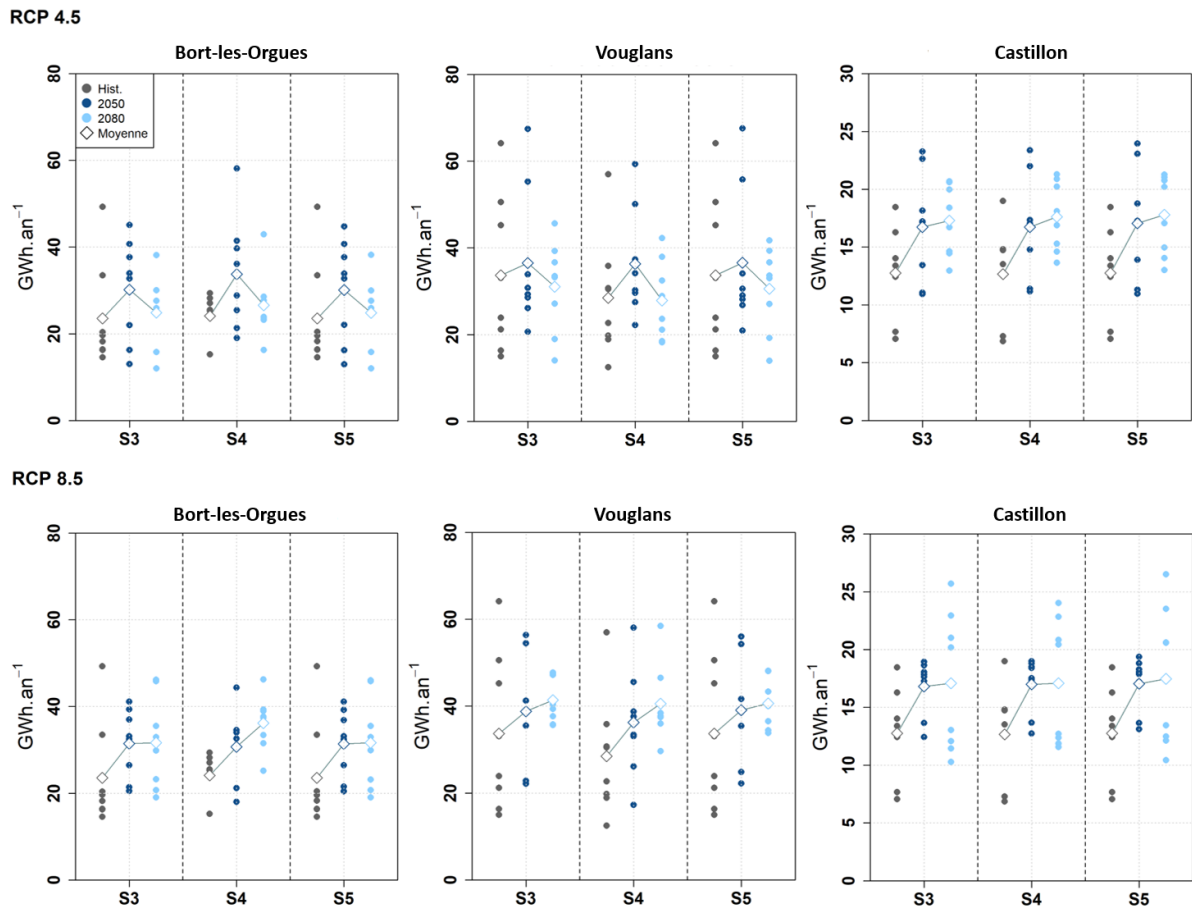 RCP 4.5
Bort-les-Orgues
Vouglans
Castillon
GWh.an⁻¹
80
60
40
20
0
Hist.
2050
2080
Moyenne
S3
S4
S5
GWh.an⁻¹
80
60
40
20
0
S3
S4
S5
GWh.an⁻¹
30
25
20
15
10
5
0
S3
S4
S5
RCP 8.5
Bort-les-Orgues
Vouglans
Castillon
GWh.an⁻¹
80
60
40
20
0
S3
S4
S5
GWh.an⁻¹
80
60
40
20
0
S3
S4
S5
GWh.an⁻¹
30
25
20
15
10
5
0
S3
S4
S5